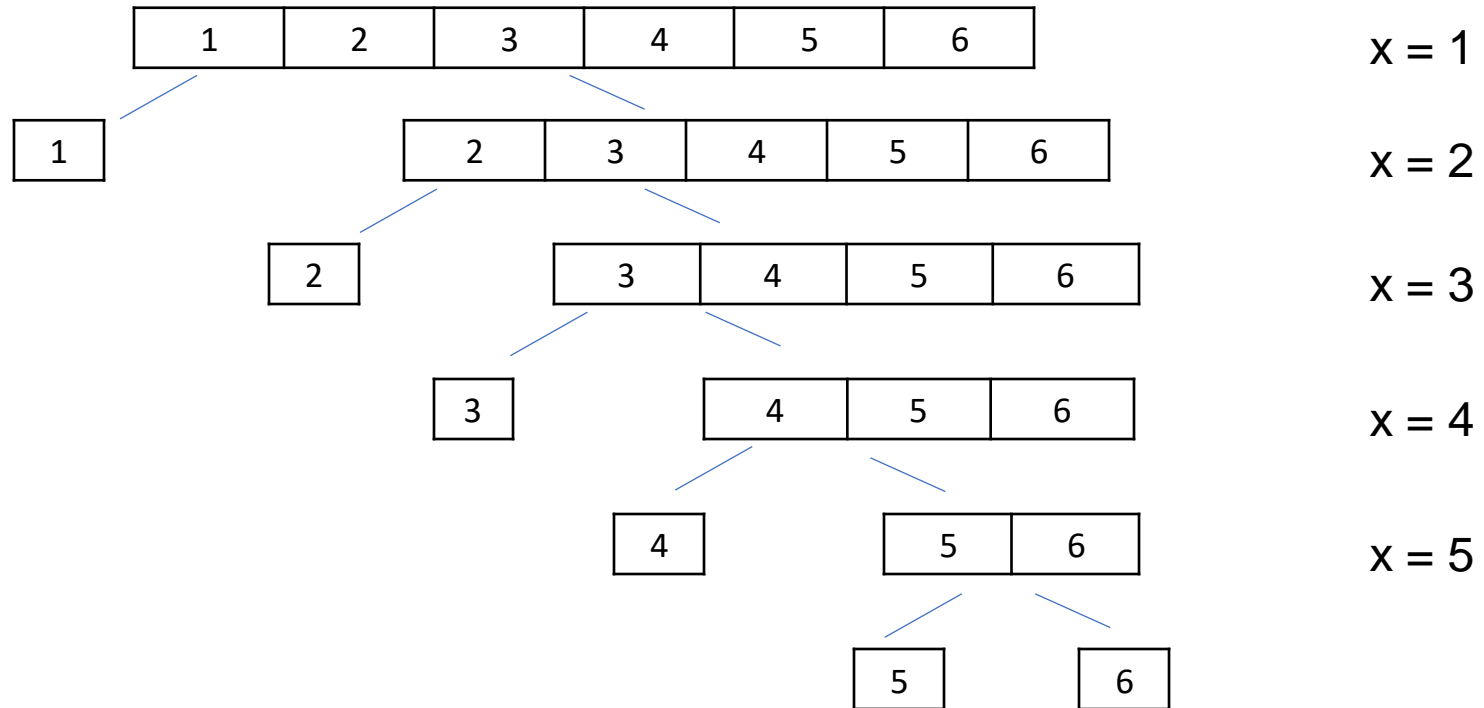 1 2 3 4 5 6 x = 1
1 2 3 4 5 6 x = 2
2 3 4 5 6 x = 3
3 4 5 6 x = 4
4 5 6 x = 5
5 6